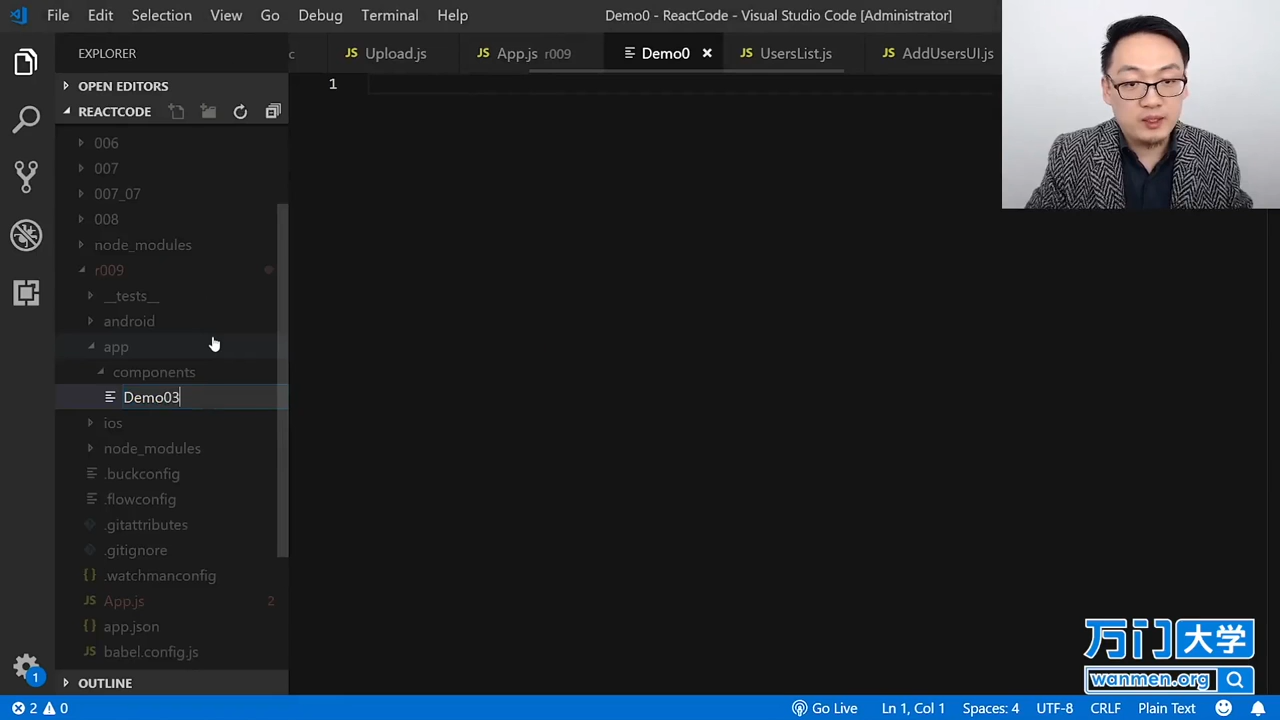 File Edit Selection View Go Debug Terminal Help Demo0 - ReactCode - Visual Studio Code [Administrator]
EXPLORER
c Upload.js App.js r009 Demo0 UsersList.js AddUsersUI.js
OPEN EDITORS
REACTCODE
1
006
007
007_07
008
node_modules
r009
__tests__
android
app
components
Demo03
ios
node_modules
.buckconfig
.flowconfig
.gitattributes
.gitignore
.watchmanconfig
JS App.js 2
app.json
JS babel.config.js
OUTLINE
万门大学
wanmen.org
1
2 0 Go Live Ln 1, Col 1 Spaces: 4 UTF-8 CRLF Plain Text